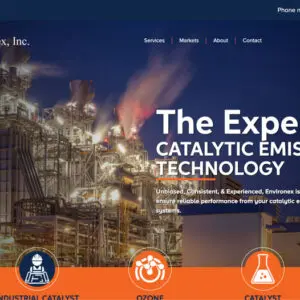 Phone n
ex, Inc.
Services Markets About Contact
The Expe
CATALYTIC EMIS
TECHNOLOGY
Unbiased, Consistent, & Experienced, Environex is
ensure reliable performance from your catalytic e
systems.
INDUSTRIAL CATALYST
OZONE
CATALYST